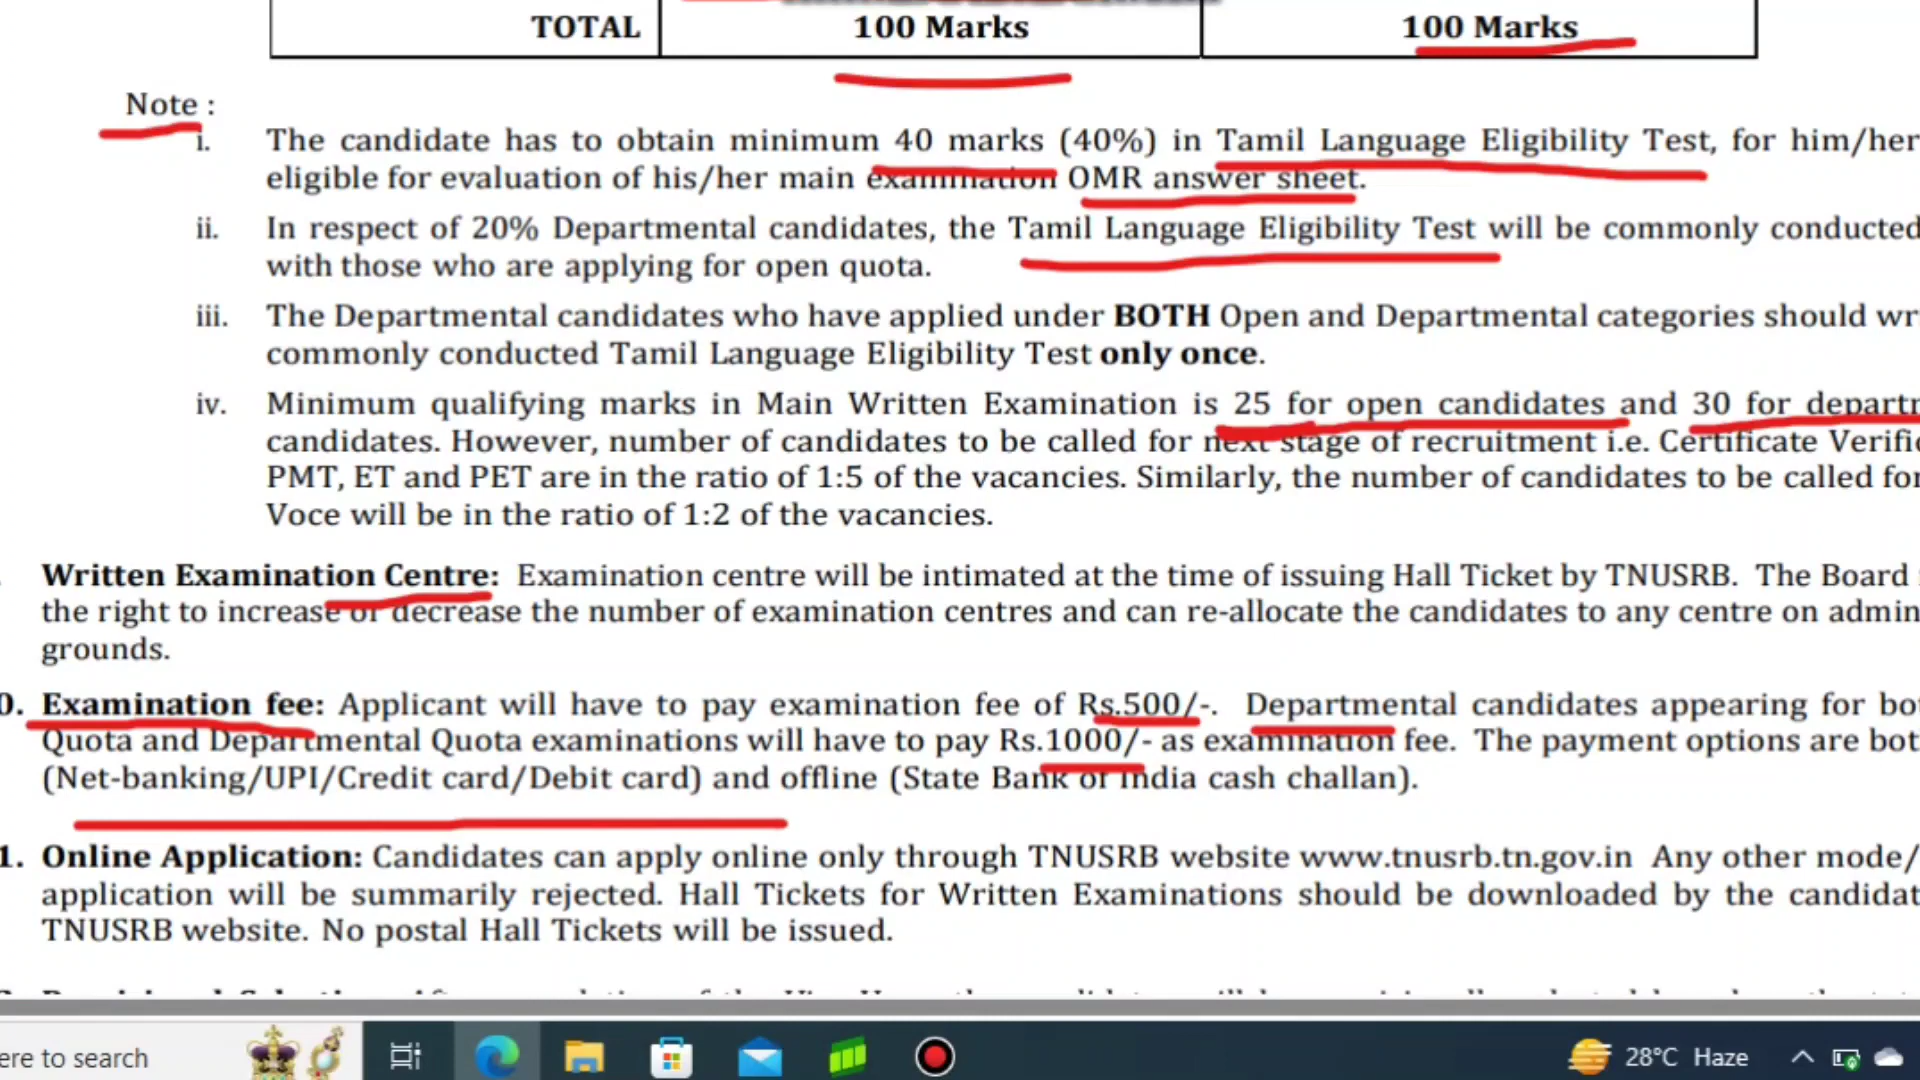 TOTAL 100 Marks 100 Marks
Note :
i. The candidate has to obtain minimum 40 marks (40%) in Tamil Language Eligibility Test, for him/her
eligible for evaluation of his/her main examination OMR answer sheet.
ii. In respect of 20% Departmental candidates, the Tamil Language Eligibility Test will be commonly conducted
with those who are applying for open quota.
iii. The Departmental candidates who have applied under BOTH Open and Departmental categories should
commonly conducted Tamil Language Eligibility Test only once.
iv. Minimum qualifying marks in Main Written Examination is 25 for open candidates and 30 for
candidates. However, number of candidates to be called for next stage of recruitment i.e. Certificate
PMT, ET and PET are in the ratio of 1:5 of the vacancies. Similarly, the number of candidates to be called for
Voce will be in the ratio of 1:2 of the vacancies.
Written Examination Centre: Examination centre will be intimated at the time of issuing Hall Ticket by TNUSRB. The Board
the right to increase or decrease the number of examination centres and can re-allocate the candidates to any centre on
grounds.
0. Examination fee: Applicant will have to pay examination fee of Rs.500/-. Departmental candidates appearing for
Quota and Departmental Quota examinations will have to pay Rs.1000/- as examination fee. The payment options are
(Net-banking/UPI/Credit card/Debit card) and offline (State Bank of India cash challan).
1. Online Application: Candidates can apply online only through TNUSRB website www.tnusrb.tn.gov.in Any other mode/
application will be summarily rejected. Hall Tickets for Written Examinations should be downloaded by the
TNUSRB website. No postal Hall Tickets will be issued.
ere to search 28°C Haze